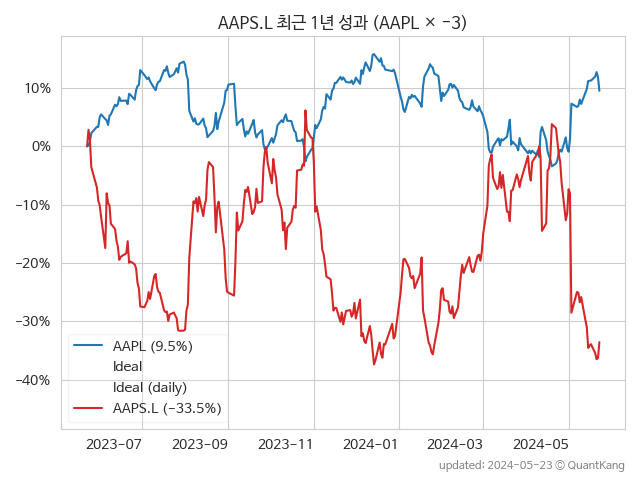 AAPS.L 최근 1년 성과 (AAPL × −3)
10%
0%
−10%
−20%
−30%
−40%
AAPL (9.5%)
Ideal
Ideal (daily)
AAPS.L (−33.5%)
2023-07 2023-09 2023-11 2024-01 2024-03 2024-05
updated: 2024-05-23 © QuantKang